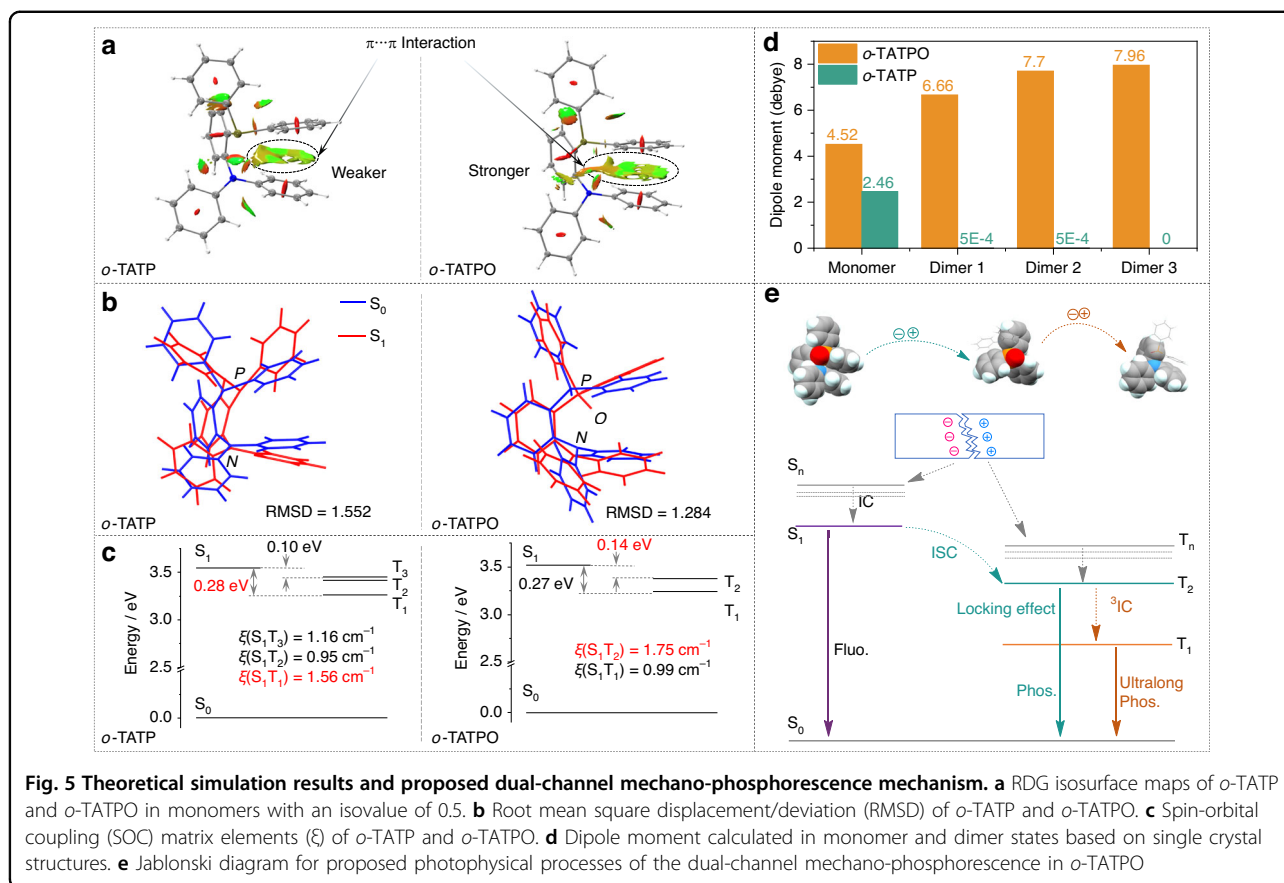 a
π···π Interaction
Weaker
Stronger
o-TATP
o-TATPO
b
S0
S1
P
N
P
O
N
RMSD = 1.552
RMSD = 1.284
o-TATP
o-TATPO
c
Energy / eV
3.5
3.0
2.5
0.0
S1
0.10 eV
0.28 eV
T3
T2
T1
ξ(S1T3) = 1.16 cm−1
ξ(S1T2) = 0.95 cm−1
ξ(S1T1) = 1.56 cm−1
S0
o-TATP
Energy / eV
3.5
3.0
2.5
0.0
S1
0.14 eV
0.27 eV
T2
T1
ξ(S1T2) = 1.75 cm−1
ξ(S1T1) = 0.99 cm−1
S0
o-TATPO
d
Dipole moment (debye)
8
6
4
2
0
o-TATPO
o-TATP
4.52
2.46
6.66
5E-4
7.7
5E-4
7.96
0
Monomer
Dimer 1
Dimer 2
Dimer 3
e
⊖⊕
⊖⊕
⊖ ⊕
⊖ ⊕
⊖ ⊕
Sn
IC
S1
ISC
Tn
T2
Locking effect
3IC
T1
Fluo.
Phos.
Ultralong
Phos.
S0
Fig. 5 Theoretical simulation results and proposed dual-channel mechano-phosphorescence mechanism. a RDG isosurface maps of o-TATP
and o-TATPO in monomers with an isovalue of 0.5. b Root mean square displacement/deviation (RMSD) of o-TATP and o-TATPO. c Spin-orbital
coupling (SOC) matrix elements (ξ) of o-TATP and o-TATPO. d Dipole moment calculated in monomer and dimer states based on single crystal
structures. e Jablonski diagram for proposed photophysical processes of the dual-channel mechano-phosphorescence in o-TATPO